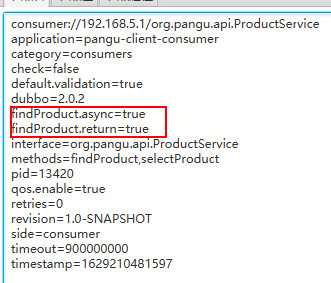 consumer://192.168.5.1/org.pangu.api.ProductService
application=pangu-client-consumer
category=consumers
check=false
default.validation=true
dubbo=2.0.2
findProduct.async=true
findProduct.return=true
interface=org.pangu.api.ProductService
methods=findProduct,selectProduct
pid=13420
qos.enable=true
retries=0
revision=1.0-SNAPSHOT
side=consumer
timeout=900000000
timestamp=1629210481597